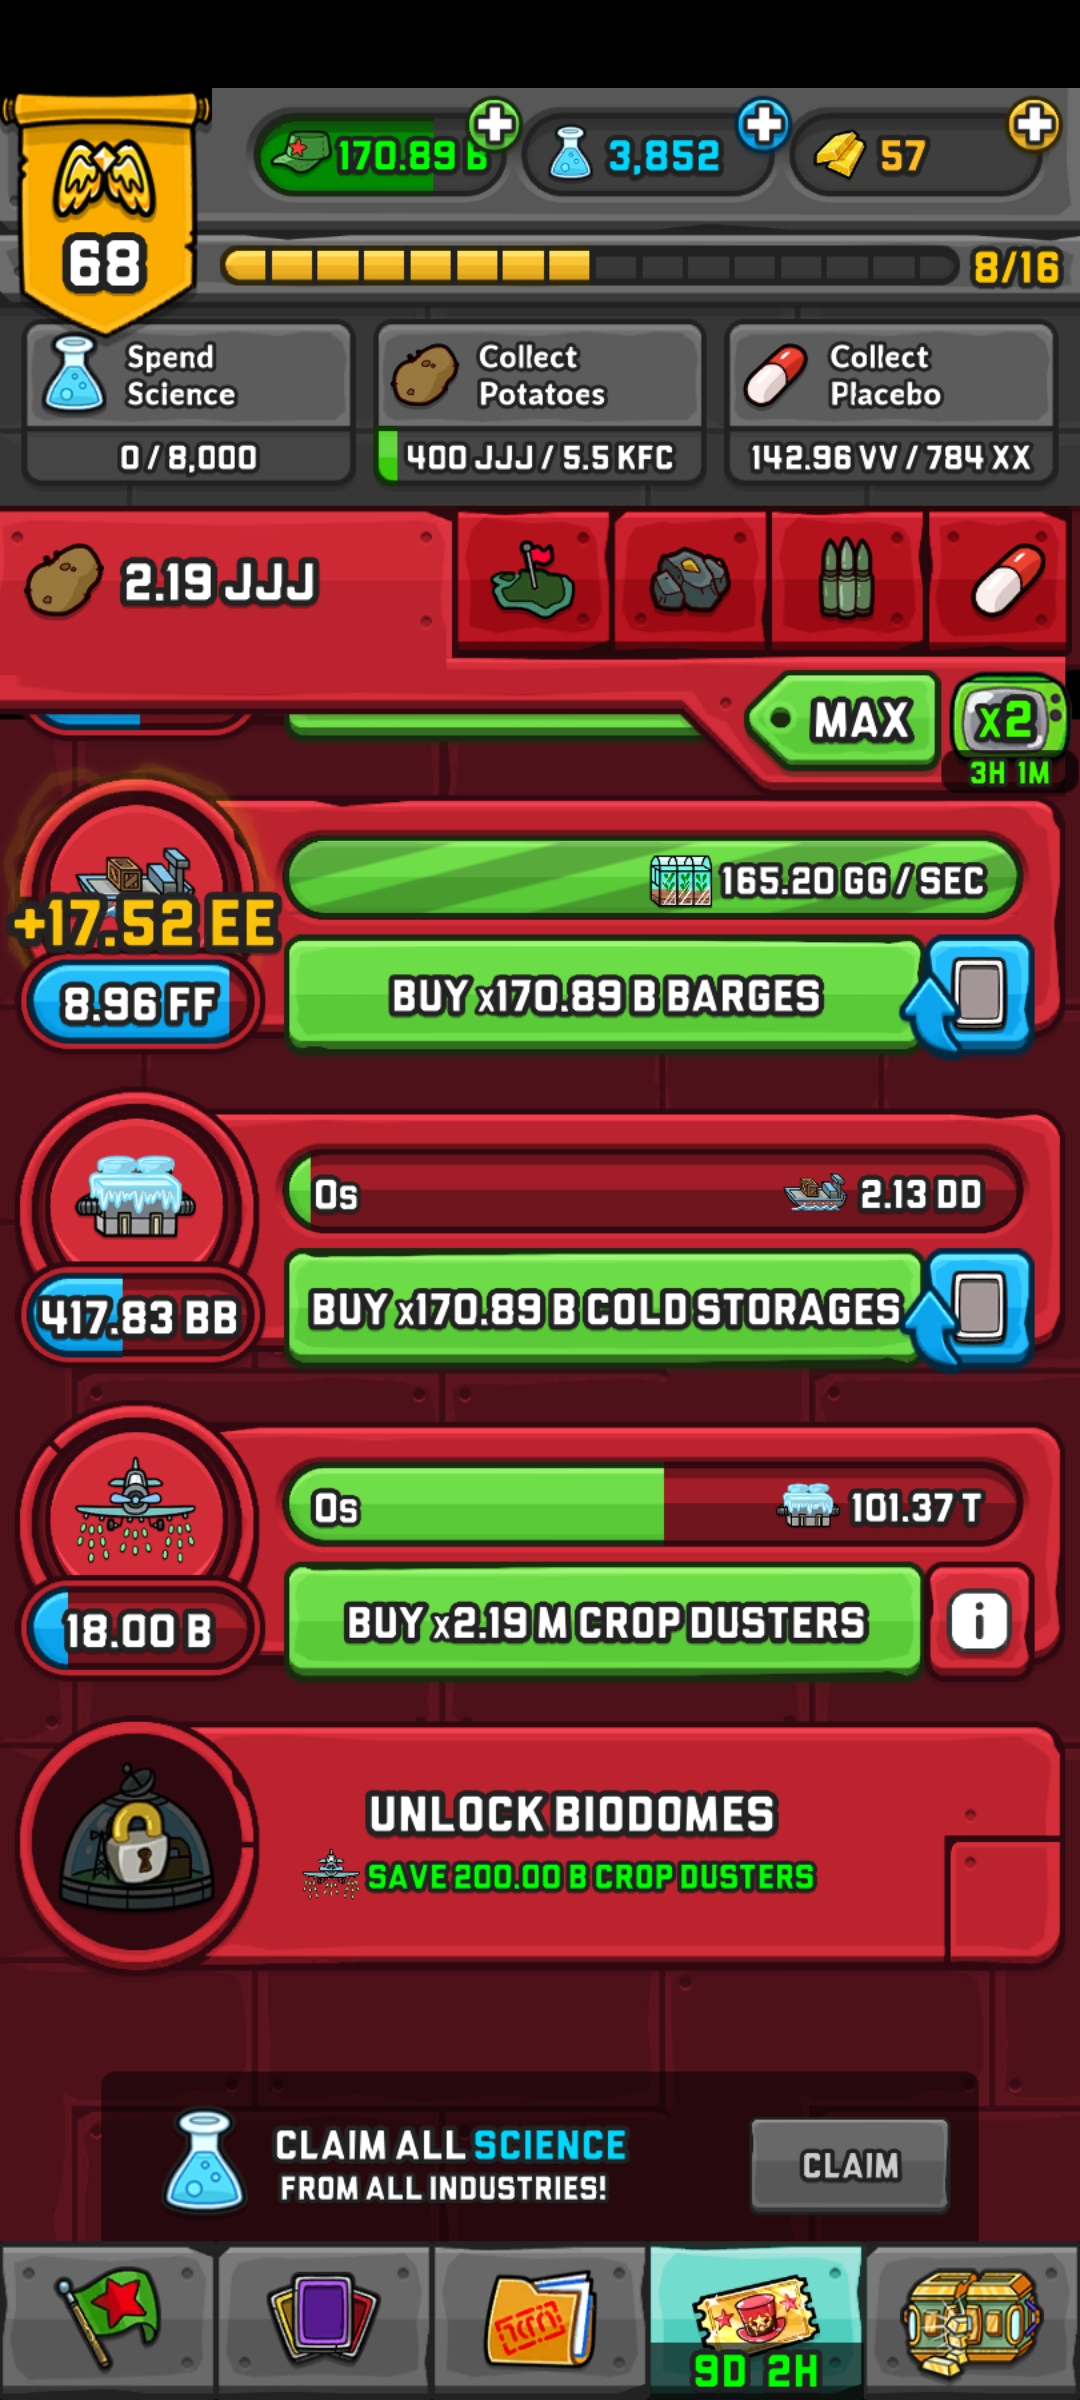 170.89 B
3,852
57
68
8/16
Spend
Science
0 / 8,000
Collect
Potatoes
400 JJJ / 5.5 KFC
Collect
Placebo
142.96 VV / 784 XX
2.19 JJJ
MAX
x2
3H 1M
165.20 GG / SEC
+17.52 EE
8.96 FF
BUY x170.89 B BARGES
0s
2.13 DD
417.83 BB
BUY x170.89 B COLD STORAGES
0s
101.37 T
18.00 B
BUY x2.19 M CROP DUSTERS
i
UNLOCK BIODOMES
SAVE 200.00 B CROP DUSTERS
CLAIM ALL SCIENCE
FROM ALL INDUSTRIES!
CLAIM
9D 2H